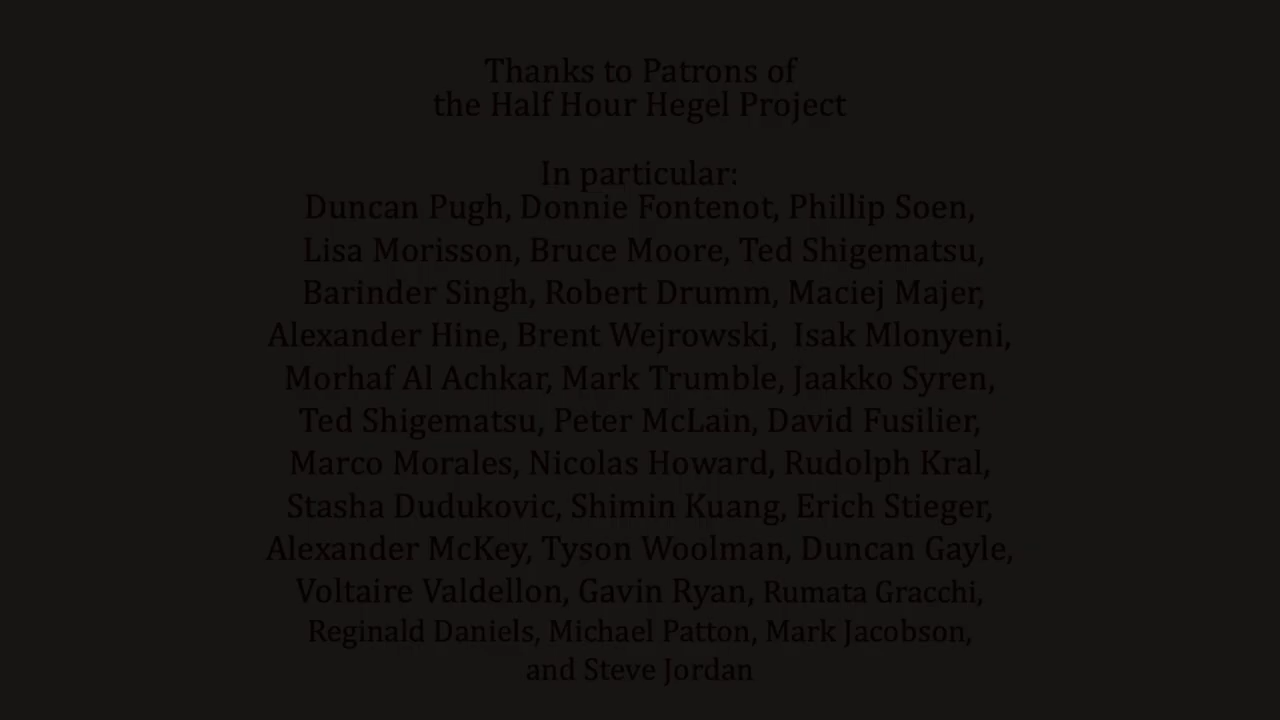 Thanks to Patrons of
the Half Hour Hegel Project
In particular:
Duncan Pugh, Donnie Fontenot, Phillip Soen,
Lisa Morisson, Bruce Moore, Ted Shigematsu,
Barinder Singh, Robert Drumm, Maciej Majer,
Alexander Hine, Brent Wejrowski, Isak Mlonyeni,
Morhaf Al Achkar, Mark Trumble, Jaakko Syren,
Ted Shigematsu, Peter McLain, David Fusilier,
Marco Morales, Nicolas Howard, Rudolph Kral,
Stasha Dudukovic, Shimin Kuang, Erich Stieger,
Alexander McKey, Tyson Woolman, Duncan Gayle,
Voltaire Valdellon, Gavin Ryan, Rumata Gracchi,
Reginald Daniels, Michael Patton, Mark Jacobson,
and Steve Jordan